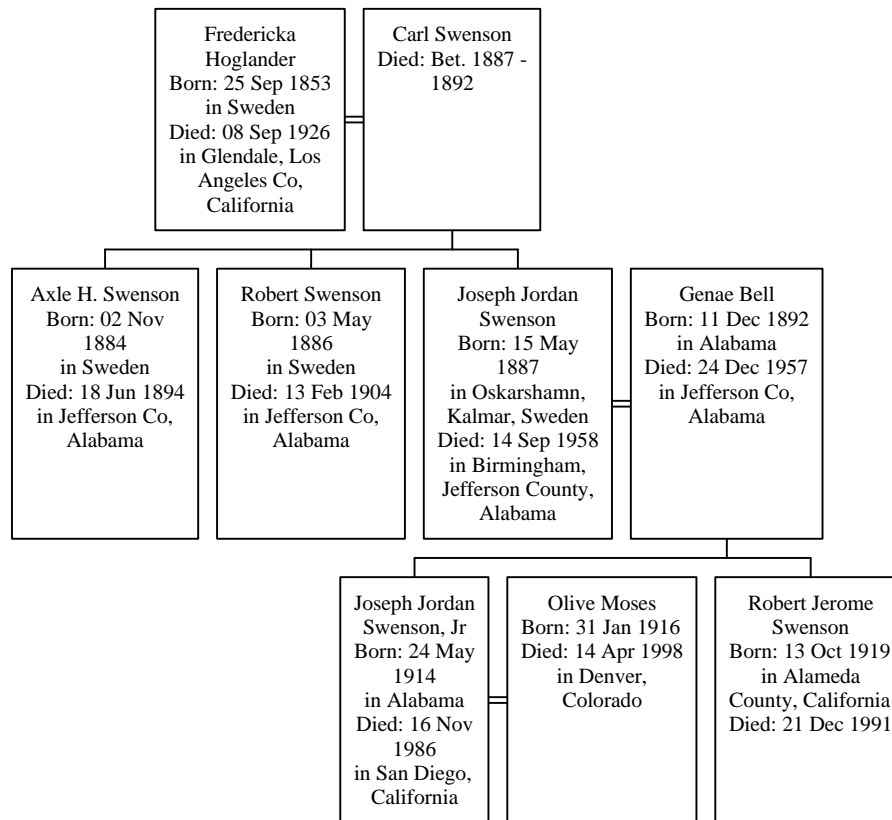 Fredericka
Hoglander
Born: 25 Sep 1853
in Sweden
Died: 08 Sep 1926
in Glendale, Los
Angeles Co,
California
Carl Swenson
Died: Bet. 1887 -
1892
Axle H. Swenson
Born: 02 Nov
1884
in Sweden
Died: 18 Jun 1894
in Jefferson Co,
Alabama
Robert Swenson
Born: 03 May
1886
in Sweden
Died: 13 Feb 1904
in Jefferson Co,
Alabama
Joseph Jordan
Swenson
Born: 15 May
1887
in Oskarshamn,
Kalmar, Sweden
Died: 14 Sep 1958
in Birmingham,
Jefferson County,
Alabama
Genae Bell
Born: 11 Dec 1892
in Alabama
Died: 24 Dec 1957
in Jefferson Co,
Alabama
Joseph Jordan
Swenson, Jr
Born: 24 May
1914
in Alabama
Died: 16 Nov
1986
in San Diego,
California
Olive Moses
Born: 31 Jan 1916
Died: 14 Apr 1998
in Denver,
Colorado
Robert Jerome
Swenson
Born: 13 Oct 1919
in Alameda
County, California
Died: 21 Dec 1991